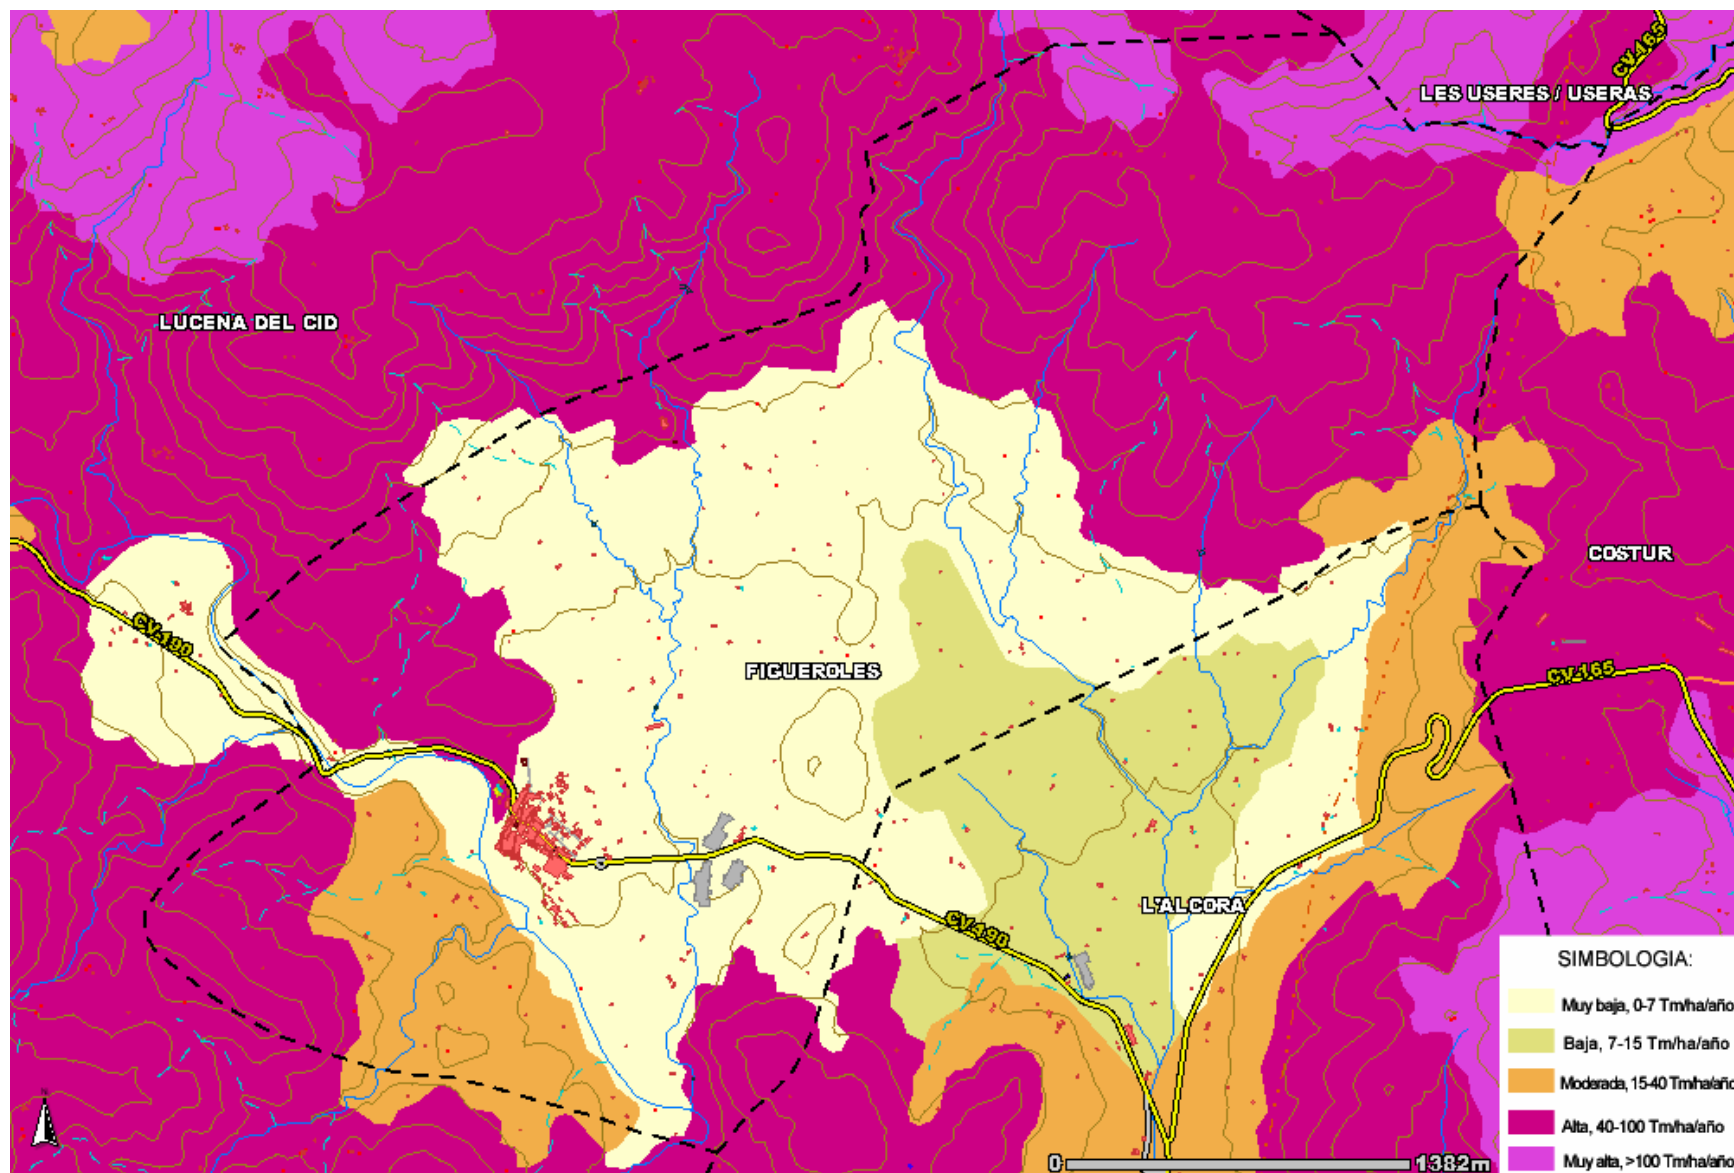 CV-165
LES USERES / USERAS
LUCENA DEL CID
COSTUR
CV-190
FIGUEROLES
CV-165
L'ALCORA
CV-190
SIMBOLOGIA:
Muy baja, 0-7 Tm/ha/año
Baja, 7-15 Tm/ha/año
Moderada, 15-40 Tm/ha/año
Alta, 40-100 Tm/ha/año
Muy alta, >100 Tm/ha/año
0 1382m